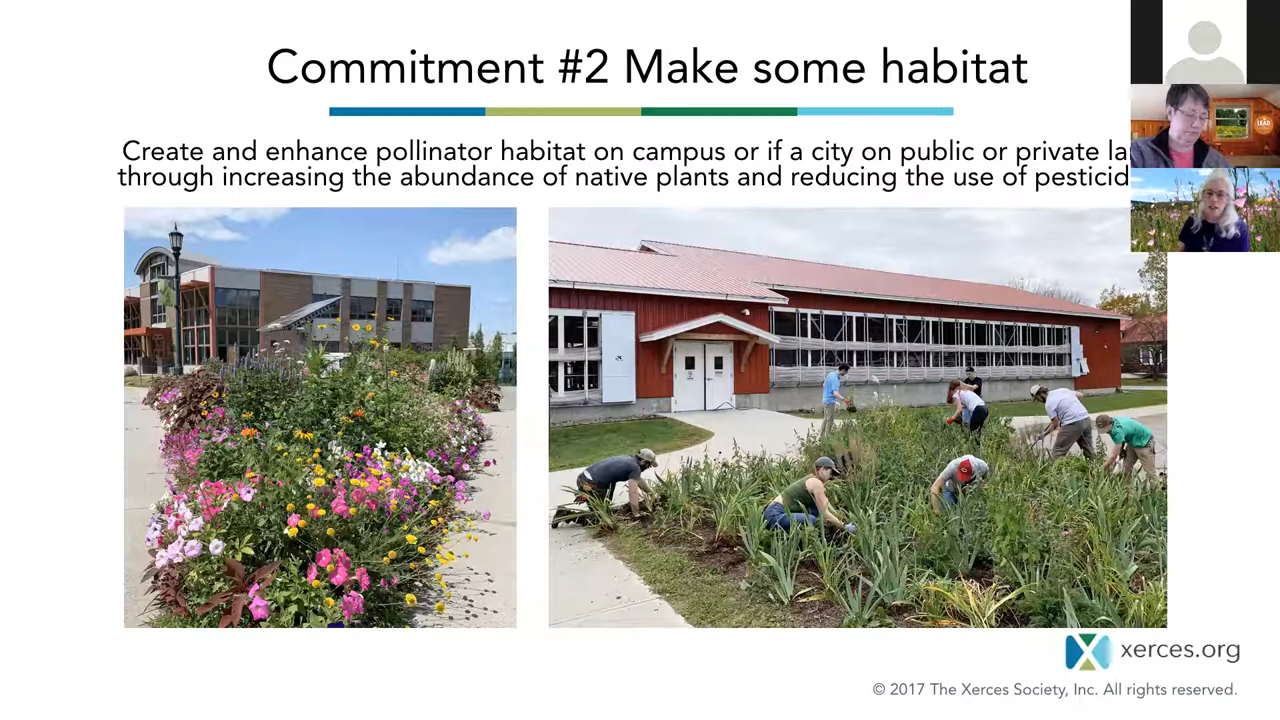 Commitment #2 Make some habitat
Create and enhance pollinator habitat on campus or if a city on public or private
through increasing the abundance of native plants and reducing the use of
LEAD
xerces.org
© 2017 The Xerces Society, Inc. All rights reserved.